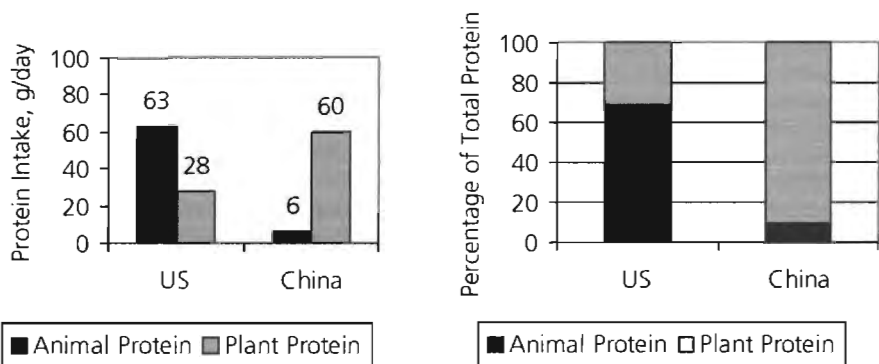 Protein Intake, g/day
100
80
60
40
20
0
63
28
6
60
US China
■ Animal Protein ■ Plant Protein
Percentage of Total Protein
100
80
60
40
20
0
US China
■ Animal Protein □ Plant Protein